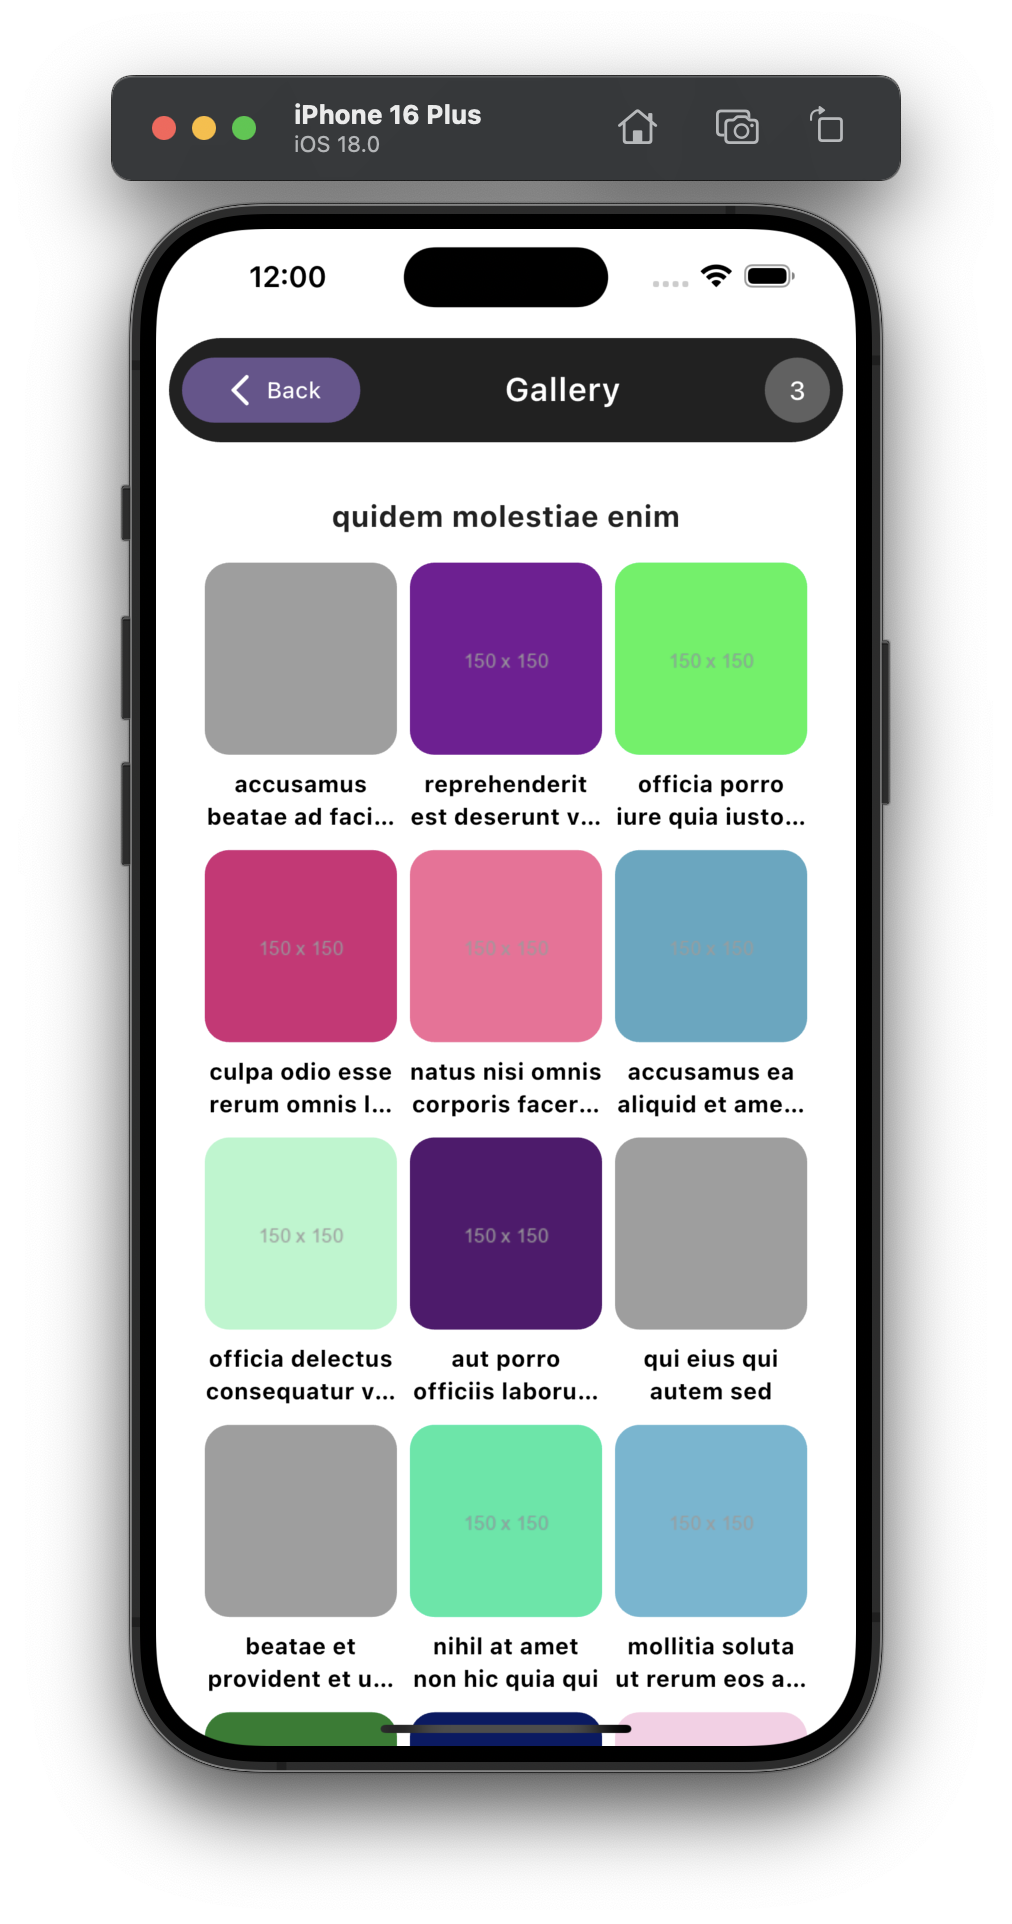 iPhone 16 Plus
iOS 18.0
12:00
Back
Gallery
3
quidem molestiae enim
150 x 150
150 x 150
accusamus
beatae ad faci...
reprehenderit
est deserunt v...
officia porro
iure quia iusto...
150 x 150
150 x 150
150 x 150
culpa odio esse
rerum omnis l...
natus nisi omnis
corporis facer...
accusamus ea
aliquid et ame...
150 x 150
150 x 150
officia delectus
consequatur v...
aut porro
officiis laboru...
qui eius qui
autem sed
150 x 150
150 x 150
beatae et
provident et u...
nihil at amet
non hic quia qui
mollitia soluta
ut rerum eos a...